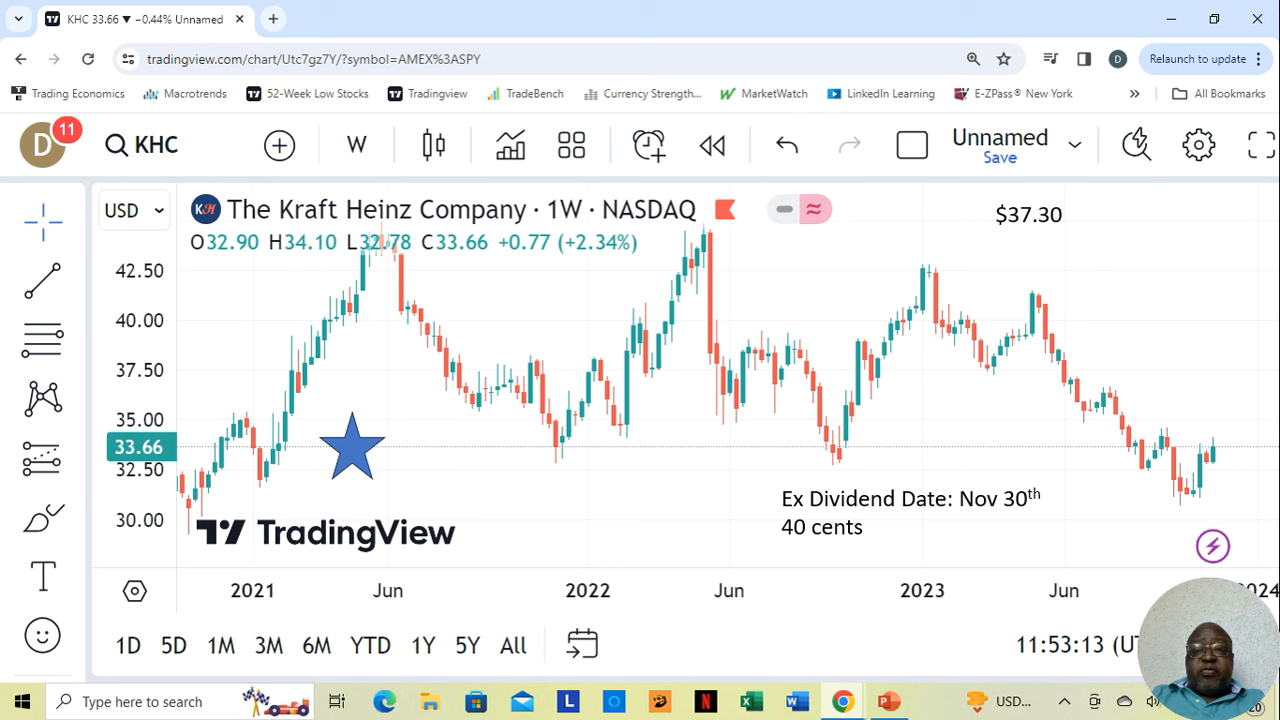 KHC 33.66 ▼ −0.44% Unnamed
tradingview.com/chart/Utc7gz7Y/?symbol=AMEX%3ASPY
D
Relaunch to update
Trading Economics
Macrotrends
52-Week Low Stocks
Tradingview
TradeBench
Currency Strength...
MarketWatch
LinkedIn Learning
E-ZPass® New York
»
All Bookmarks
D
11
KHC
W
Unnamed
Save
USD
The Kraft Heinz Company · 1W · NASDAQ
$37.30
O32.90 H34.10 L32.78 C33.66 +0.77 (+2.34%)
42.50
40.00
37.50
35.00
33.66
32.50
30.00
Ex Dividend Date: Nov 30th
40 cents
TradingView
2021
Jun
2022
Jun
2023
Jun
2024
1D 5D 1M 3M 6M YTD 1Y 5Y All
11:53:13 (UT
Type here to search
USD...
20